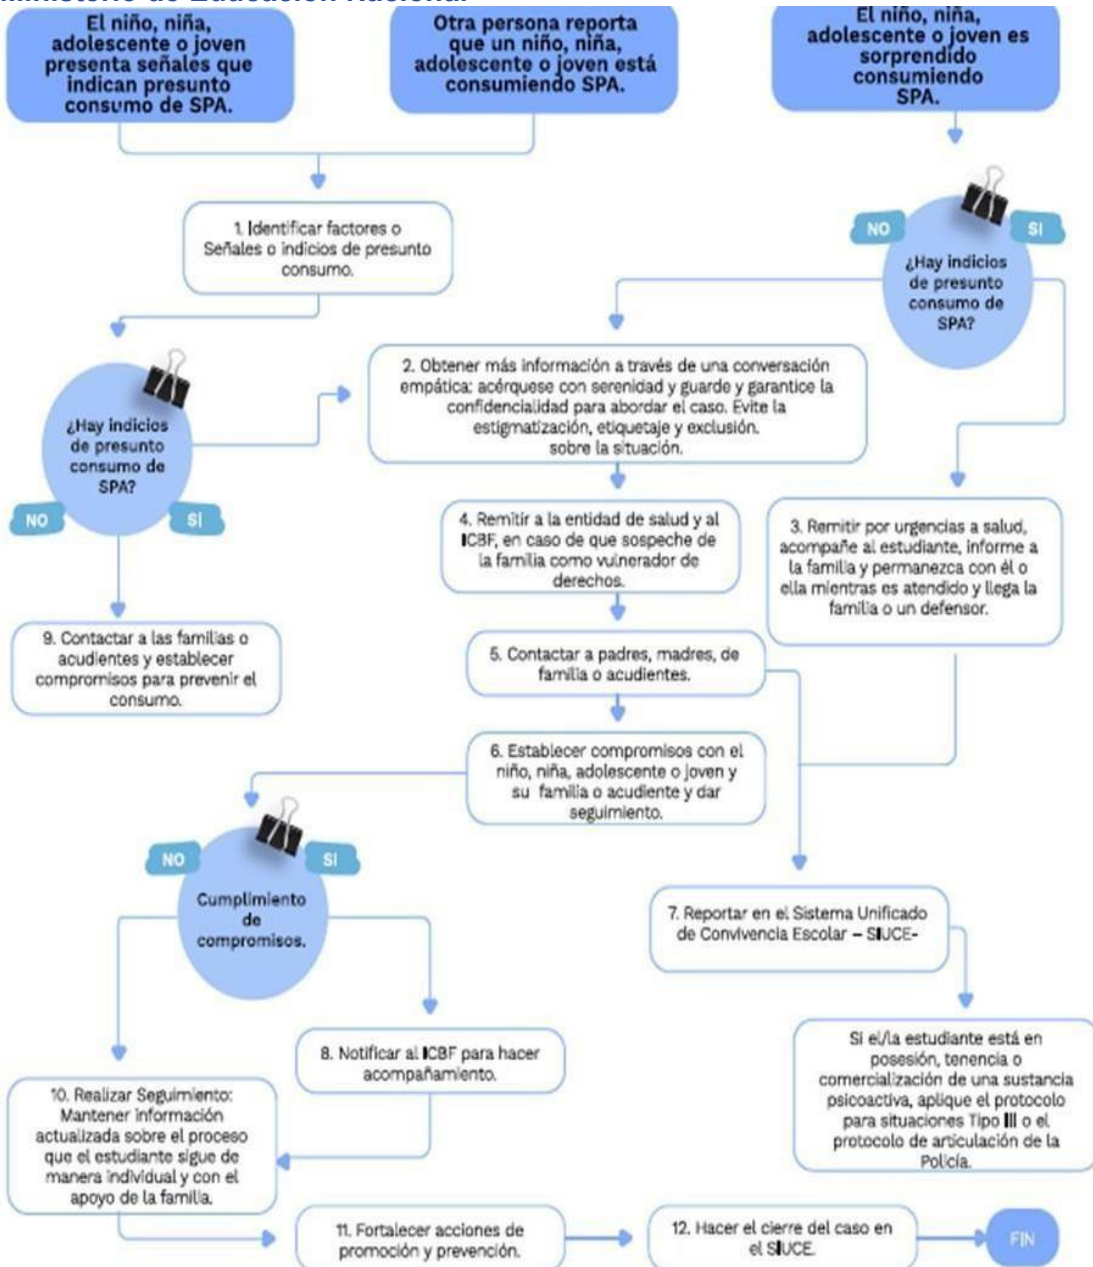 Ministerio de Educación Nacional
El niño, niña,
adolescente o joven
presenta señales que
indican presunto
consumo de SPA.
Otra persona reporta
que un niño, niña,
adolescente o joven está
consumiendo SPA.
El niño, niña,
adolescente o joven es
sorprendido
consumiendo
SPA.
1. Identificar factores o
Señales o indicios de presunto
consumo.
NO
SI
¿Hay indicios
de presunto
consumo de
SPA?
¿Hay indicios
de presunto
consumo de
SPA?
NO
SI
2. Obtener más información a través de una conversación
empática: acérquese con serenidad y guarde y garantice la
confidencialidad para abordar el caso. Evite la
estigmatización, etiquetaje y exclusión.
sobre la situación.
4. Remitir a la entidad de salud y al
ICBF, en caso de que sospeche de
la familia como vulnerador de
derechos.
3. Remitir por urgencias a salud,
acompañe al estudiante, informe a
la familia y permanezca con él o
ella mientras es atendido y llega la
familia o un defensor.
9. Contactar a las familias o
acudientes y establecer
compromisos para prevenir el
consumo.
5. Contactar a padres, madres, de
familia o acudientes.
6. Establecer compromisos con el
niño, niña, adolescente o joven y
su familia o acudiente y dar
seguimiento.
NO
SI
Cumplimiento
de
compromisos.
7. Reportar en el Sistema Unificado
de Convivencia Escolar – SIUCE-
8. Notificar al ICBF para hacer
acompañamiento.
Si el/la estudiante está en
posesión, tenencia o
comercialización de una sustancia
psicoactiva, aplique el protocolo
para situaciones Tipo III o el
protocolo de articulación de la
Policía.
10. Realizar Seguimiento:
Mantener información
actualizada sobre el proceso
que el estudiante sigue de
manera individual y con el
apoyo de la familia.
11. Fortalecer acciones de
promoción y prevención.
12. Hacer el cierre del caso en
el SIUCE.
FIN